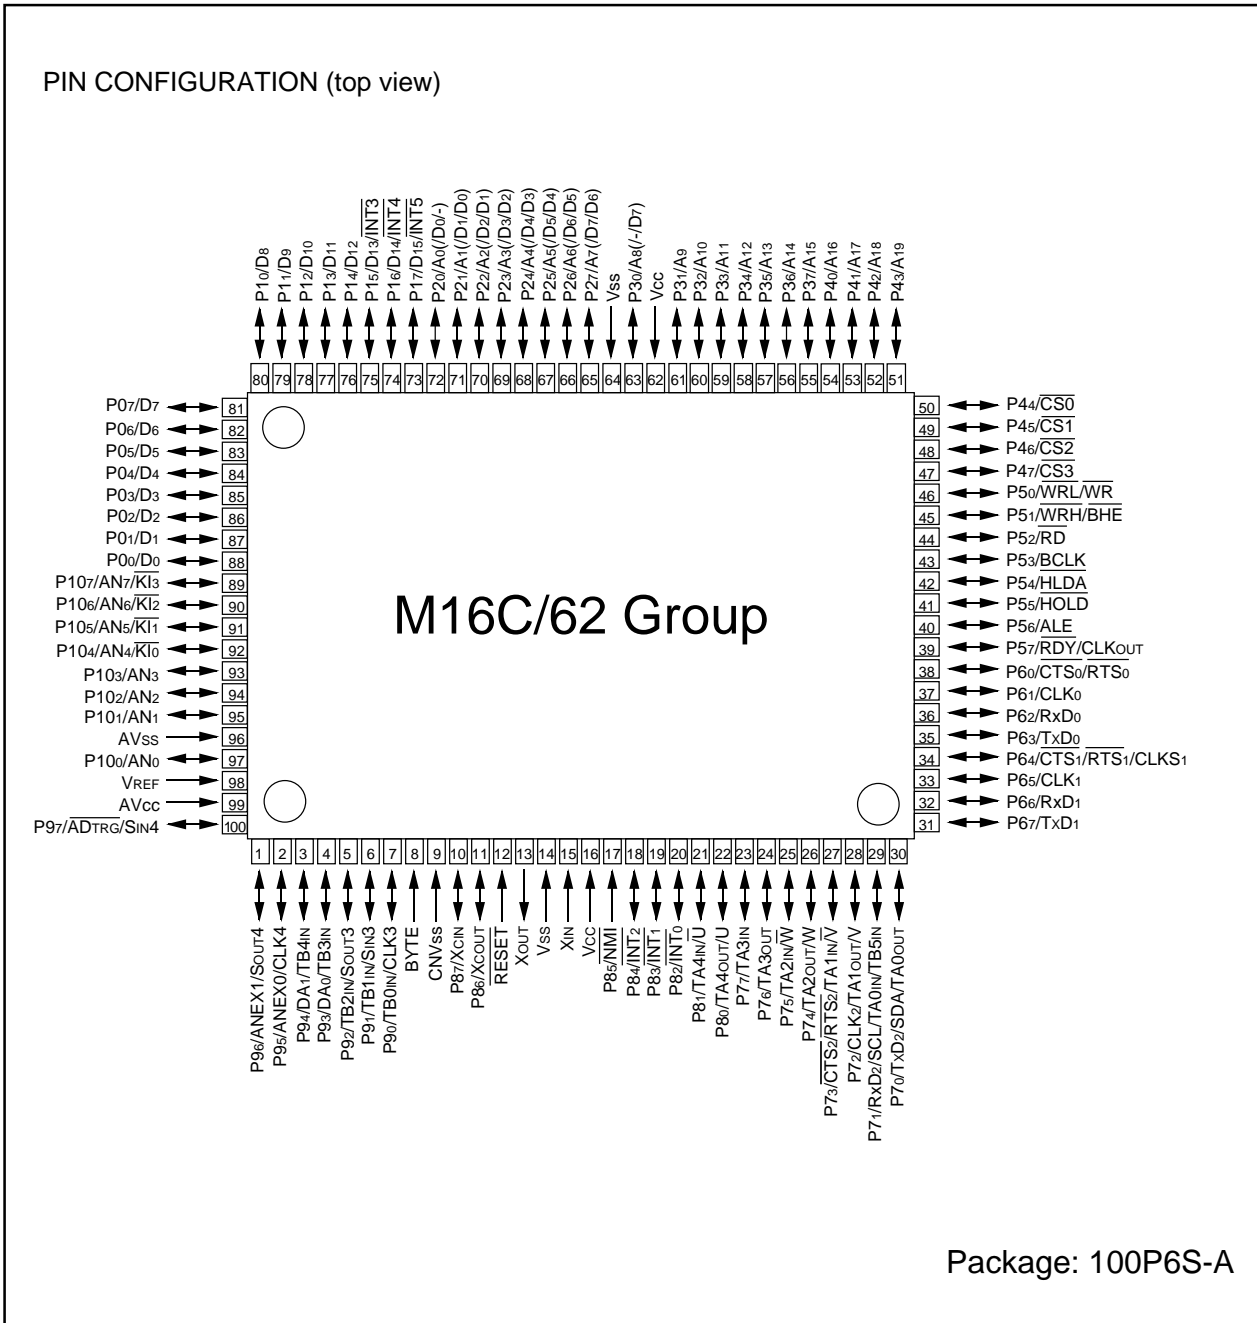 PIN CONFIGURATION (top view)
P10/D8
P11/D9
P12/D10
P13/D11
P14/D12
P15/D13/INT3
P16/D14/INT4
P17/D15/INT5
P20/A0(/D0/-)
P21/A1(/D1/D0)
P22/A2(/D2/D1)
P23/A3(/D3/D2)
P24/A4(/D4/D3)
P25/A5(/D5/D4)
P26/A6(/D6/D5)
P27/A7(/D7/D6)
Vss
P30/A8(/-/D7)
Vcc
P31/A9
P32/A10
P33/A11
P34/A12
P35/A13
P36/A14
P37/A15
P40/A16
P41/A17
P42/A18
P43/A19
80 79 78 77 76 75 74 73 72 71 70 69 68 67 66 65 64 63 62 61 60 59 58 57 56 55 54 53 52 51
P07/D7 81
P06/D6 82
P05/D5 83
P04/D4 84
P03/D3 85
P02/D2 86
P01/D1 87
P00/D0 88
P107/AN7/KI3 89
P106/AN6/KI2 90
P105/AN5/KI1 91
P104/AN4/KI0 92
P103/AN3 93
P102/AN2 94
P101/AN1 95
AVss 96
P100/AN0 97
VREF 98
AVcc 99
P97/ADTRG/SIN4 100
M16C/62 Group
50 P44/CS0
49 P45/CS1
48 P46/CS2
47 P47/CS3
46 P50/WRL/WR
45 P51/WRH/BHE
44 P52/RD
43 P53/BCLK
42 P54/HLDA
41 P55/HOLD
40 P56/ALE
39 P57/RDY/CLKOUT
38 P60/CTS0/RTS0
37 P61/CLK0
36 P62/RxD0
35 P63/TxD0
34 P64/CTS1/RTS1/CLKS1
33 P65/CLK1
32 P66/RxD1
31 P67/TxD1
1 2 3 4 5 6 7 8 9 10 11 12 13 14 15 16 17 18 19 20 21 22 23 24 25 26 27 28 29 30
P96/ANEX1/SOUT4
P95/ANEX0/CLK4
P94/DA1/TB4IN
P93/DA0/TB3IN
P92/TB2IN/SOUT3
P91/TB1IN/SIN3
P90/TB0IN/CLK3
BYTE
CNVss
P87/XCIN
P86/XCOUT
RESET
XOUT
Vss
XIN
Vcc
P85/NMI
P84/INT2
P83/INT1
P82/INT0
P81/TA4IN/U
P80/TA4OUT/U
P77/TA3IN
P76/TA3OUT
P75/TA2IN/W
P74/TA2OUT/W
P73/CTS2/RTS2/TA1IN/V
P72/CLK2/TA1OUT/V
P71/RxD2/SCL/TA0IN/TB5IN
P70/TxD2/SDA/TA0OUT
Package: 100P6S-A